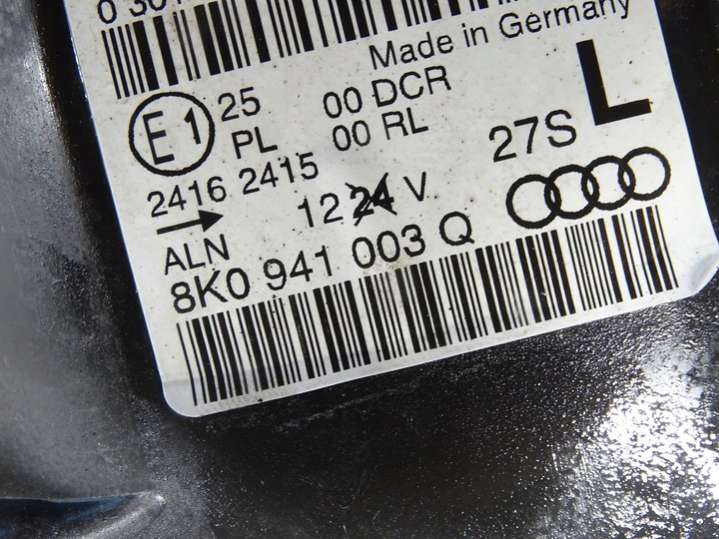 Made in Germany
L
E1
25 00 DCR
PL 00 RL
27S
2416 2415
12 24 V
ALN
8K0 941 003 Q